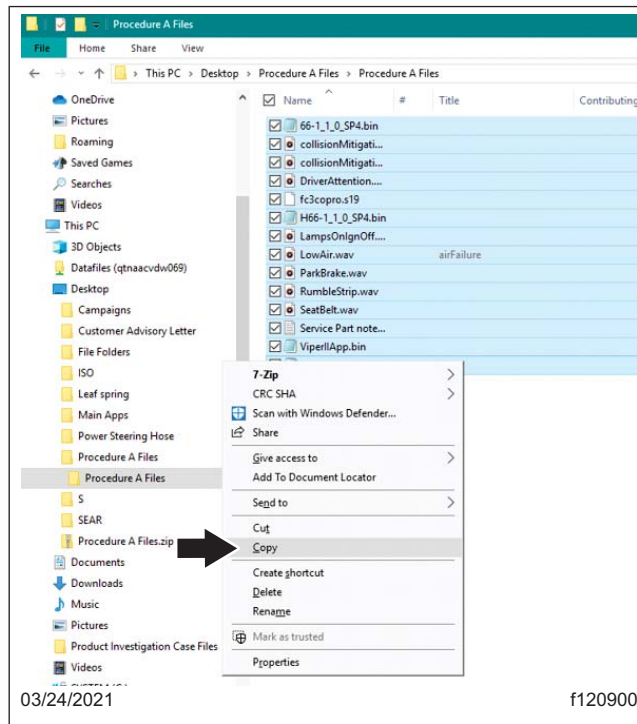 Procedure A Files
File Home Share View
This PC > Desktop > Procedure A Files > Procedure A Files
OneDrive
Pictures
Roaming
Saved Games
Searches
Videos
This PC
3D Objects
Datafiles (qtnaacvdw069)
Desktop
Campaigns
Customer Advisory Letter
File Folders
ISO
Leaf spring
Main Apps
Power Steering Hose
Procedure A Files
Procedure A Files
S
SEAR
Procedure A Files.zip
Documents
Downloads
Music
Pictures
Product Investigation Case Files
Videos
Name # Title Contributing
66-1_1_0_SP4.bin
collisionMitigati...
collisionMitigati...
DriverAttention....
fc3copro.s19
H66-1_1_0_SP4.bin
LampsOnIgnOff....
LowAir.wav airFailure
ParkBrake.wav
RumbleStrip.wav
SeatBelt.wav
Service Part note...
ViperIIApp.bin
7-Zip
CRC SHA
Scan with Windows Defender...
Share
Give access to
Add To Document Locator
Send to
Cut
Copy
Create shortcut
Delete
Rename
Mark as trusted
Properties
03/24/2021 f120900